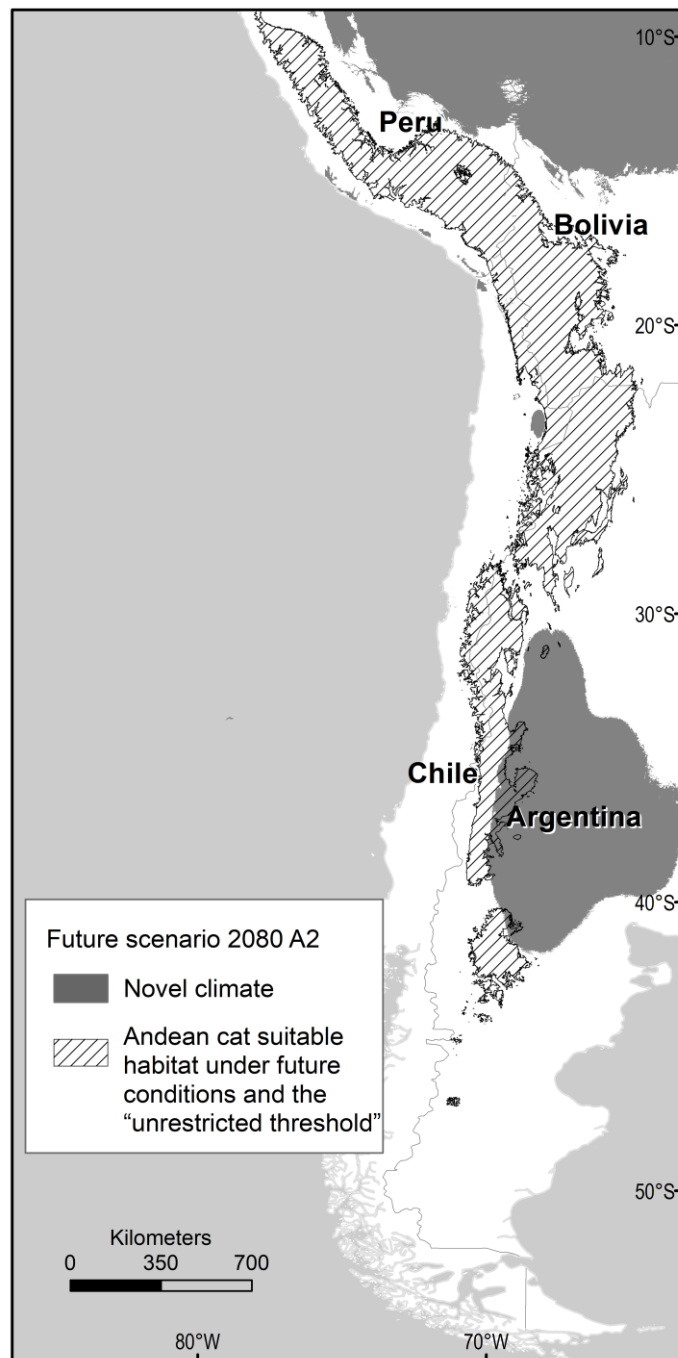 10°S
Peru
Bolivia
20°S
30°S
Chile
Argentina
40°S
Future scenario 2080 A2
Novel climate
Andean cat suitable
habitat under future
conditions and the
“unrestricted threshold”
50°S
Kilometers
0 350 700
80°W 70°W